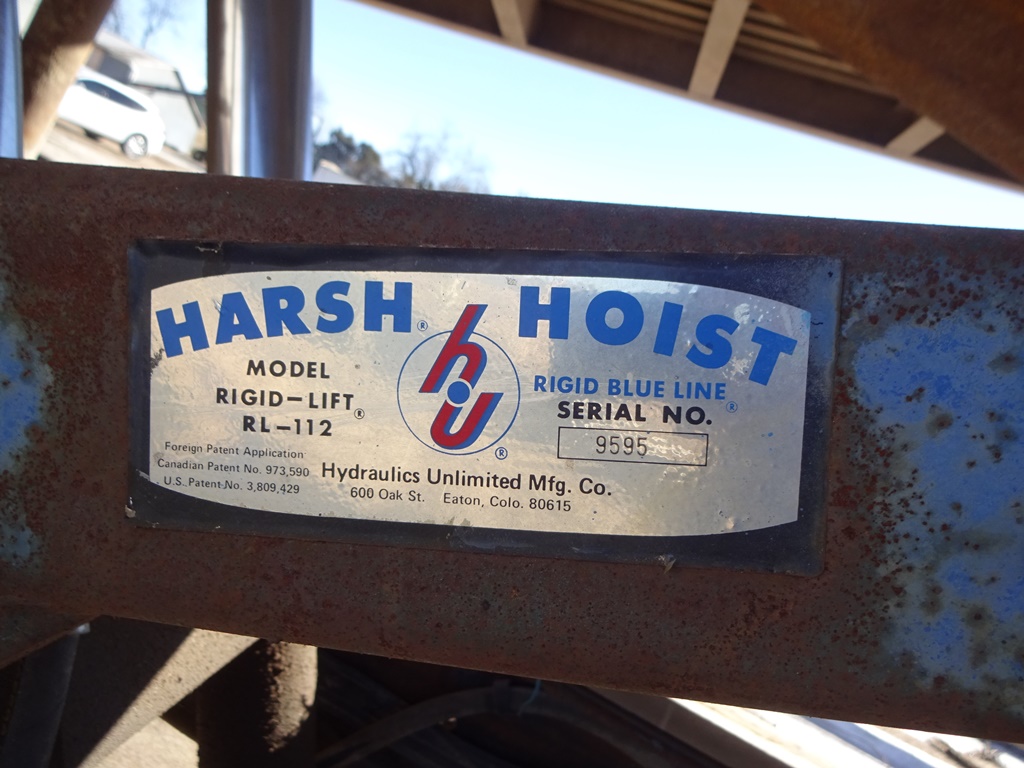 HARSH® HOIST
hu®
MODEL
RIGID-LIFT®
RL-112
RIGID BLUE LINE®
SERIAL NO.
9595
Foreign Patent Application
Canadian Patent No. 973,590
U.S. Patent No. 3,809,429
Hydraulics Unlimited Mfg. Co.
600 Oak St. Eaton, Colo. 80615